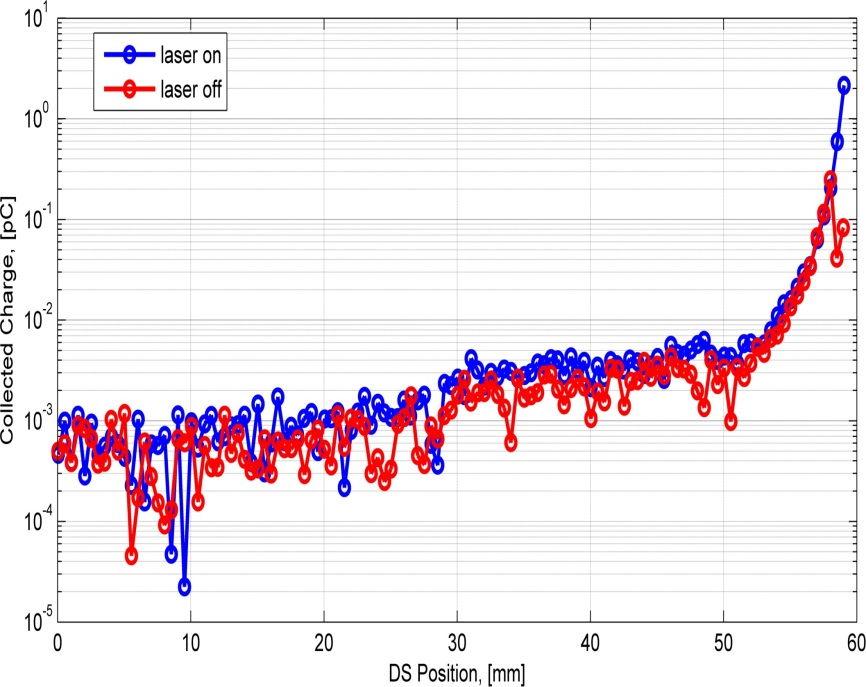 10^1
laser on
laser off
10^0
10^-1
10^-2
10^-3
10^-4
10^-5
Collected Charge, [pC]
0 10 20 30 40 50 60
DS Position, [mm]